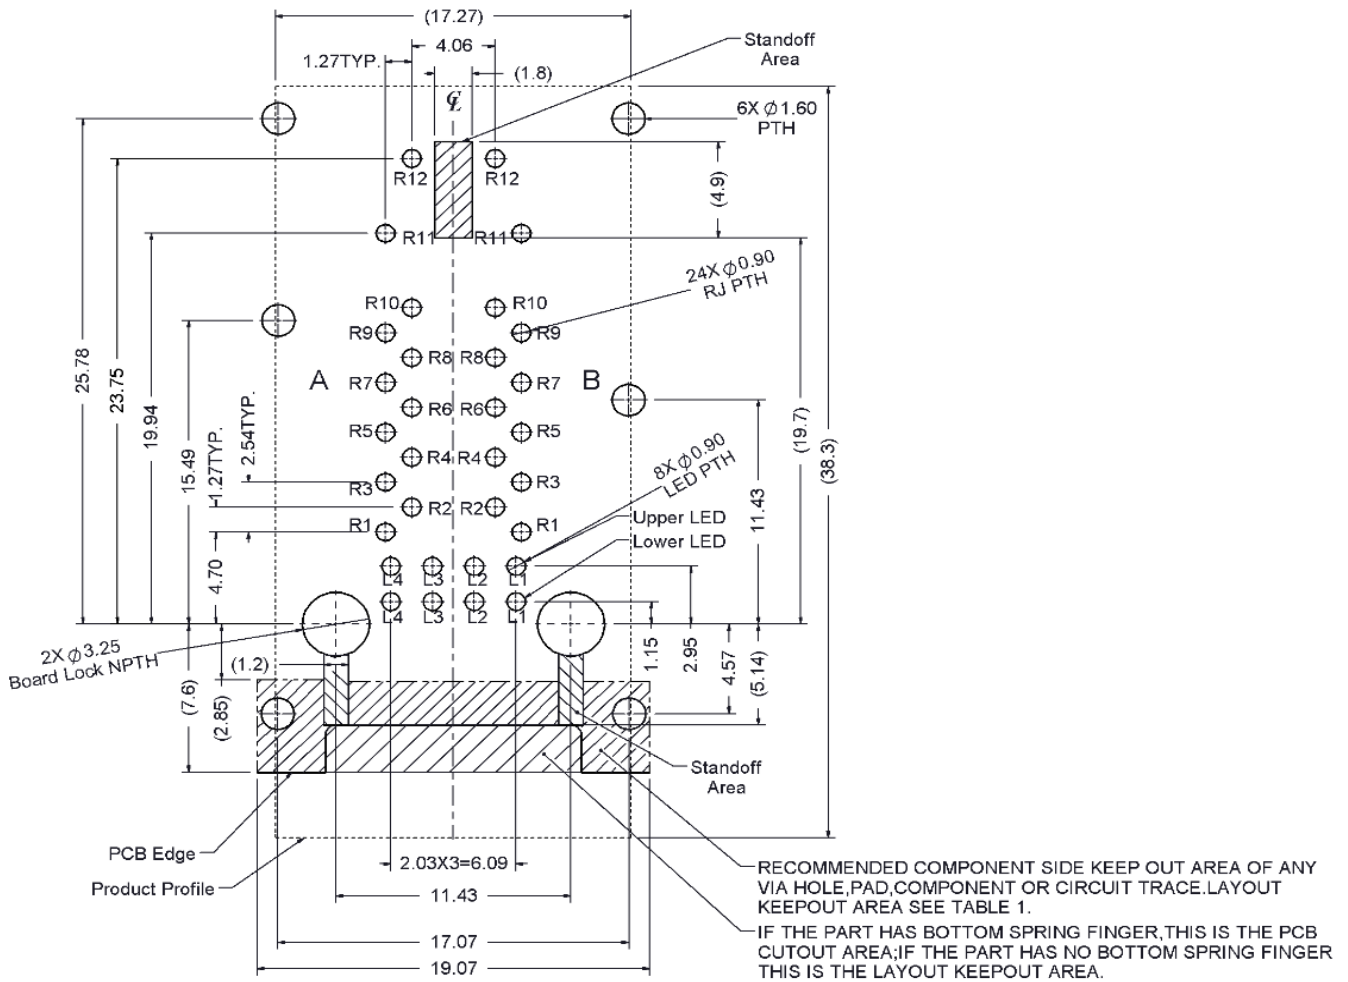 (17.27)
4.06
1.27TYP.
(1.8)
Standoff
Area
℄
6X ∅1.60
PTH
R12
R12
(4.9)
R11
R11
24X ∅0.90
RJ PTH
R10
R10
R9
R9
R8
R8
A
R7
R7
B
R6
R6
R5
R5
R4
R4
R3
R3
R2
R2
R1
R1
25.78
23.75
19.94
15.49
1.27TYP.
2.54TYP.
4.70
(19.7)
(38.3)
11.43
8X ∅0.90
LED PTH
Upper LED
Lower LED
L4
L3
L2
L1
L4
L3
L2
L1
2X ∅3.25
Board Lock NPTH
(1.2)
(7.6)
(2.85)
1.15
2.95
4.57
(5.14)
Standoff
Area
PCB Edge
Product Profile
2.03X3=6.09
11.43
17.07
19.07
RECOMMENDED COMPONENT SIDE KEEP OUT AREA OF ANY
VIA HOLE,PAD,COMPONENT OR CIRCUIT TRACE.LAYOUT
KEEPOUT AREA SEE TABLE 1.
IF THE PART HAS BOTTOM SPRING FINGER,THIS IS THE PCB
CUTOUT AREA;IF THE PART HAS NO BOTTOM SPRING FINGER
THIS IS THE LAYOUT KEEPOUT AREA.